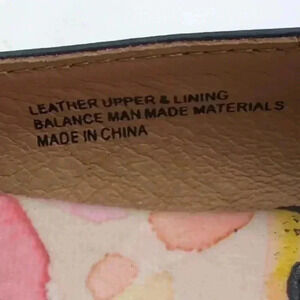 LEATHER UPPER & LINING
BALANCE MAN MADE MATERIALS
MADE IN CHINA